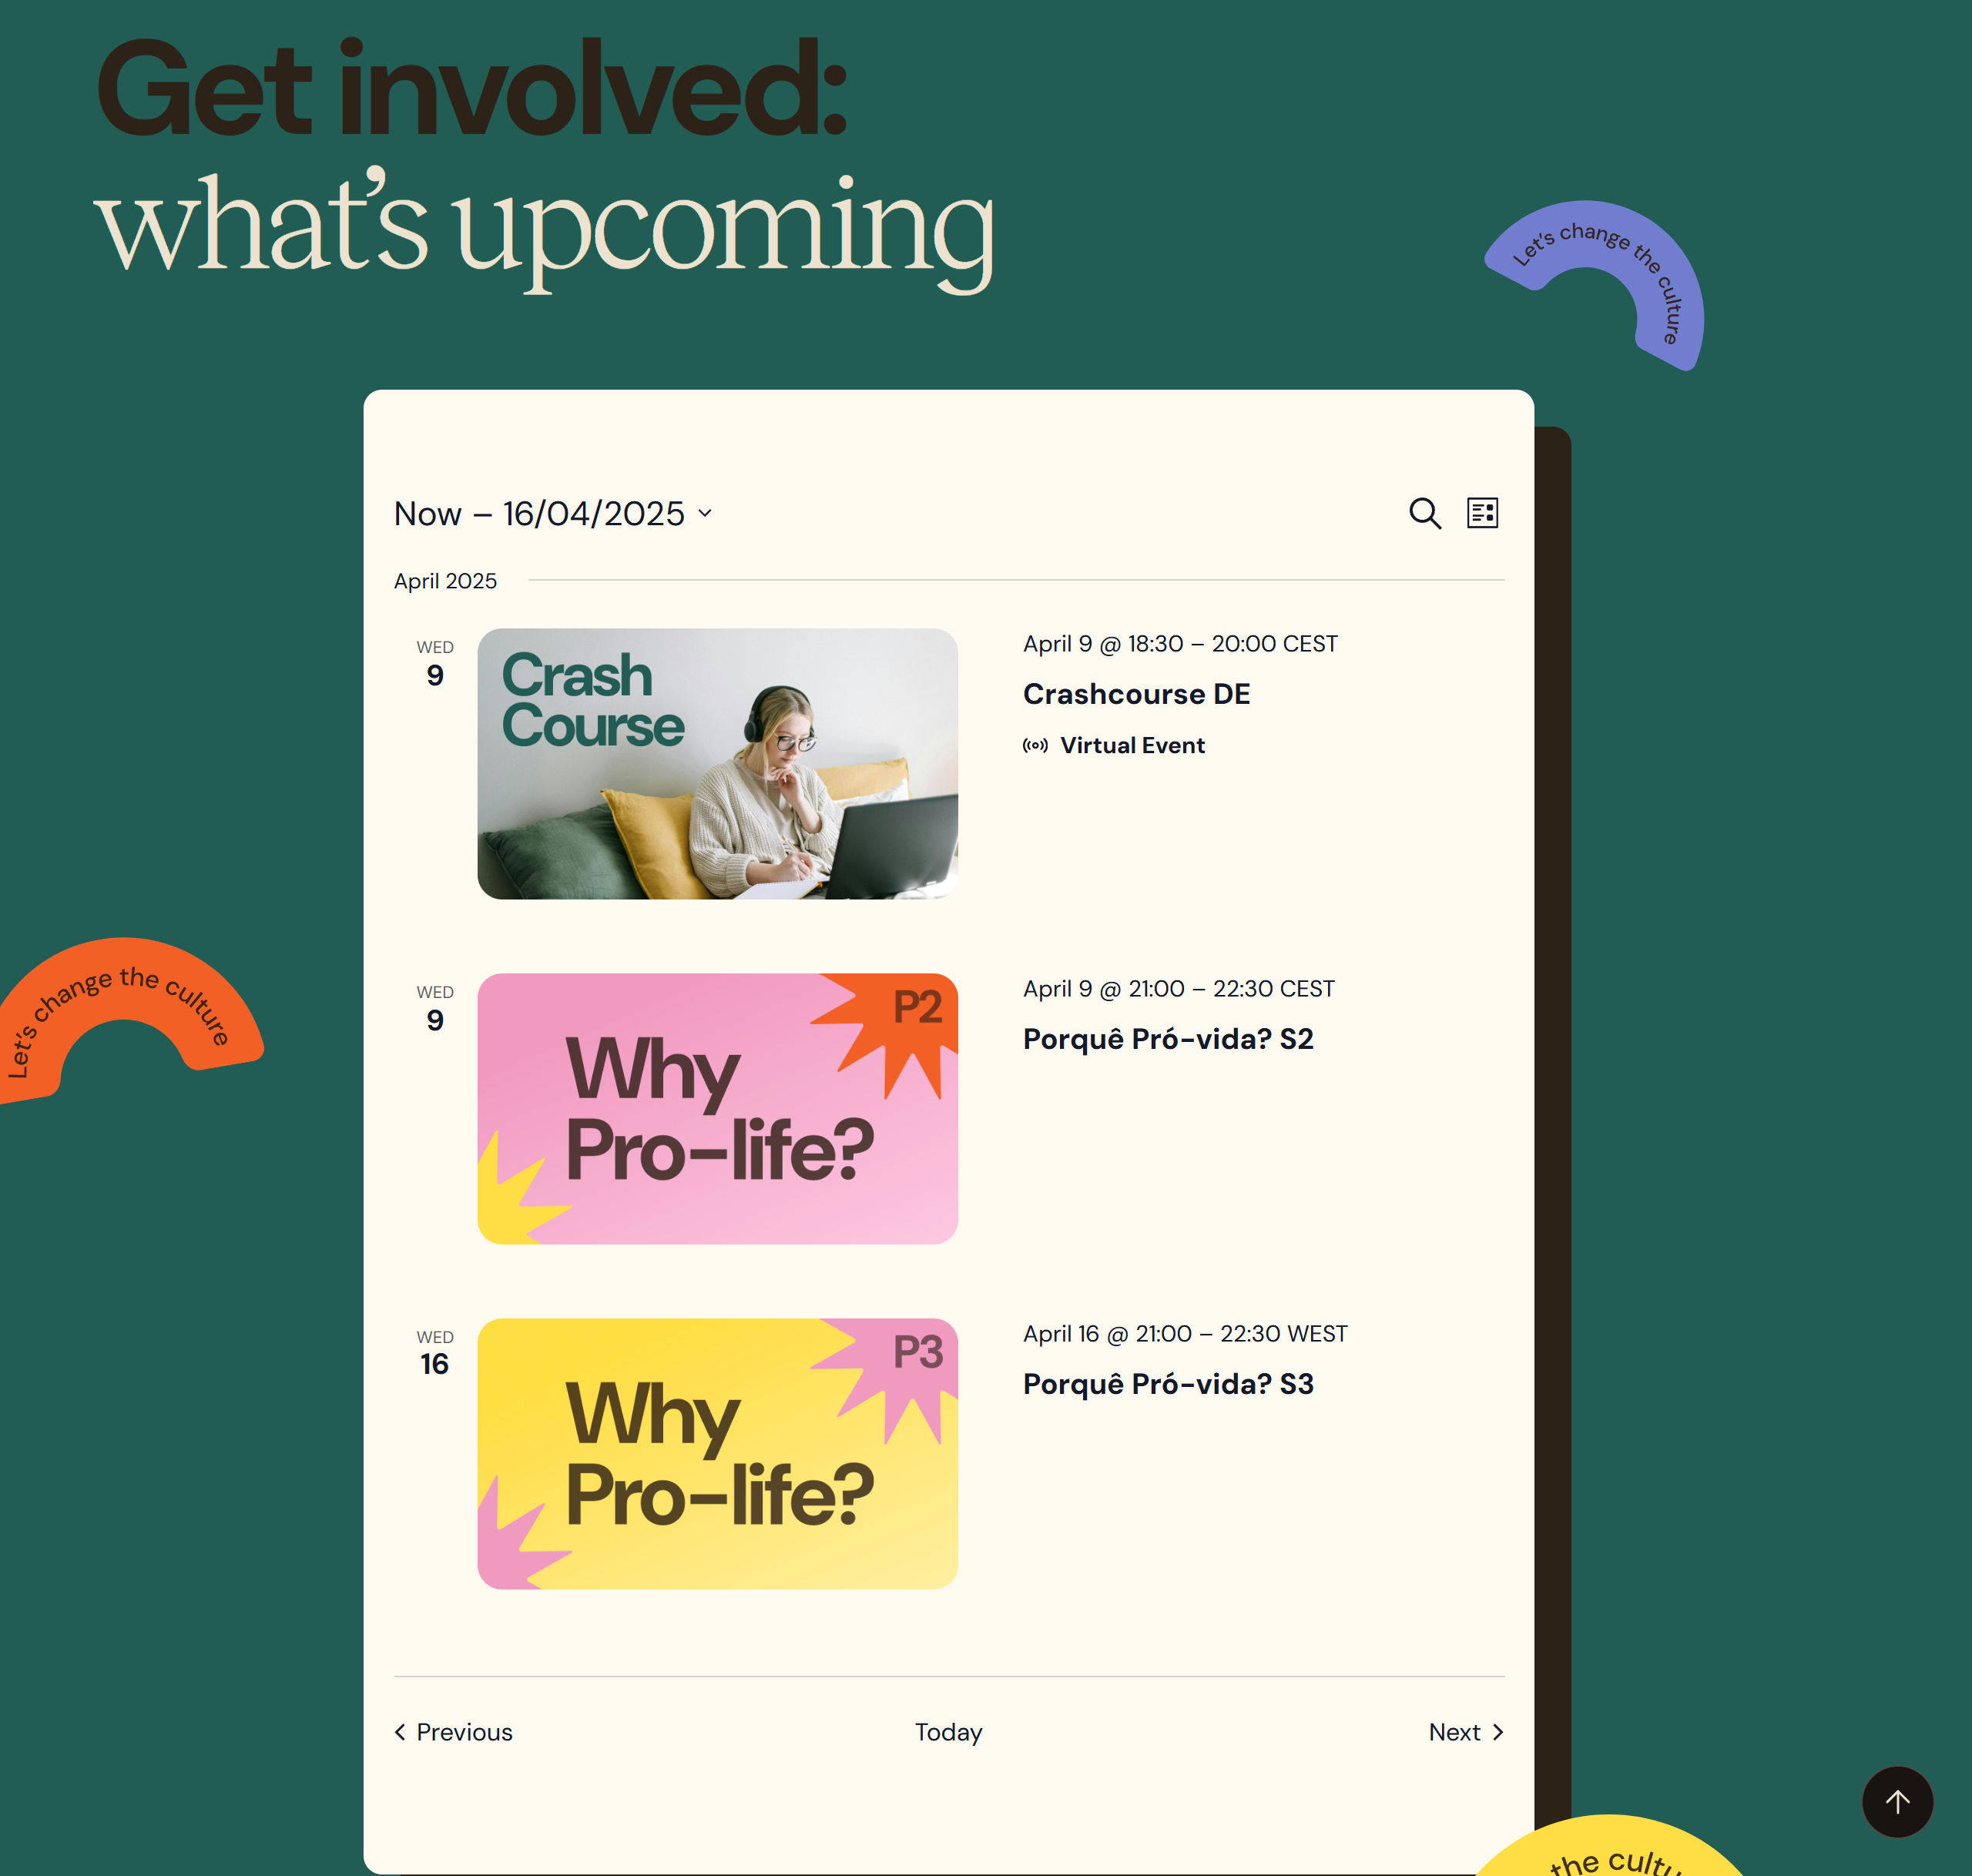 Get involved:
what's upcoming
Let's change the culture
Now – 16/04/2025
April 2025
WED
9
Crash
Course
April 9 @ 18:30 – 20:00 CEST
Crashcourse DE
Virtual Event
Let's change the culture
WED
9
P2
Why
Pro-life?
April 9 @ 21:00 – 22:30 CEST
Porquê Pró-vida? S2
WED
16
P3
Why
Pro-life?
April 16 @ 21:00 – 22:30 WEST
Porquê Pró-vida? S3
Previous
Today
Next
the